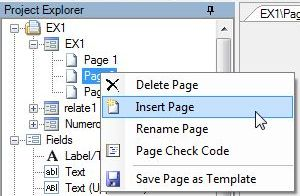 Project Explorer
EX1\Pag
EX1
EX1
Page 1
Pag
Pag
relate1
Numero
Fields
Label/T
Text
Text (U
Delete Page
Insert Page
Rename Page
Page Check Code
Save Page as Template